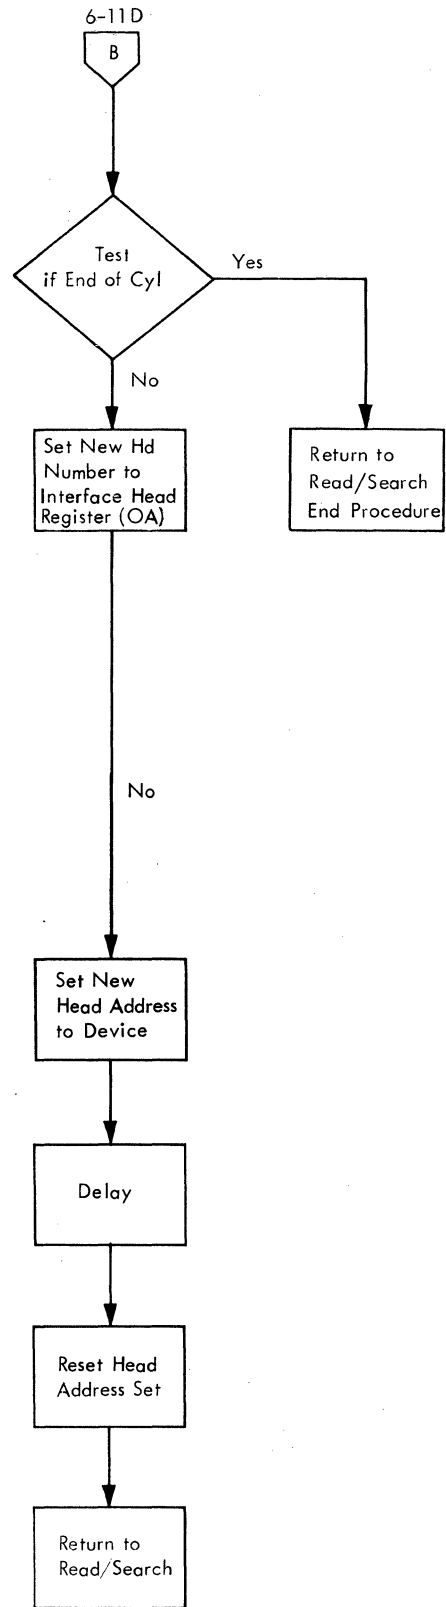 6-11D
B
Test
if End of Cyl
Yes
No
Set New Hd
Number to
Interface Head
Register (OA)
Return to
Read/Search
End Procedure
No
Set New
Head Address
to Device
Delay
Reset Head
Address Set
Return to
Read/Search